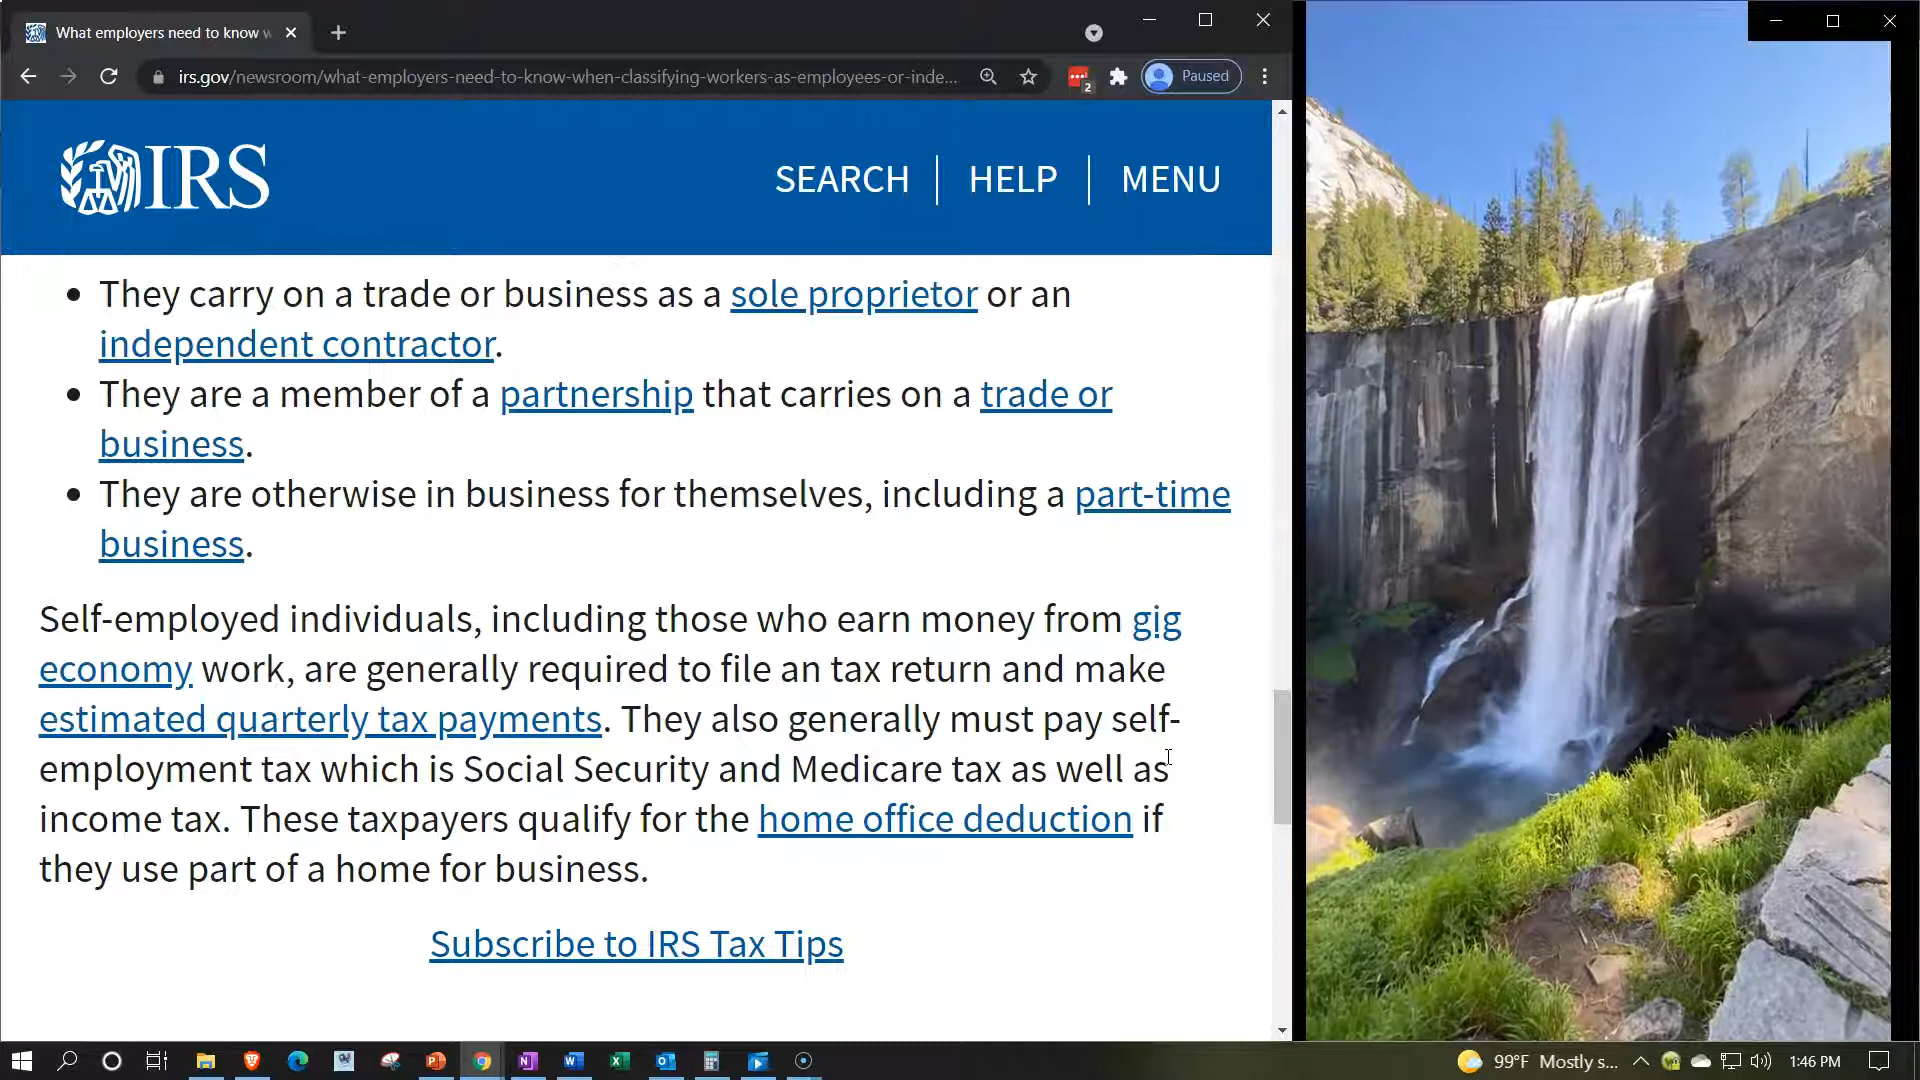 What employers need to know w
irs.gov/newsroom/what-employers-need-to-know-when-classifying-workers-as-employees-or-inde...
2
Paused
IRS
SEARCH
HELP
MENU
They carry on a trade or business as a sole proprietor or an
independent contractor.
They are a member of a partnership that carries on a trade or
business.
They are otherwise in business for themselves, including a part-time
business.
Self-employed individuals, including those who earn money from gig
economy work, are generally required to file an tax return and make
estimated quarterly tax payments. They also generally must pay self-
employment tax which is Social Security and Medicare tax as well as
income tax. These taxpayers qualify for the home office deduction if
they use part of a home for business.
Subscribe to IRS Tax Tips
99°F Mostly s...
1:46 PM